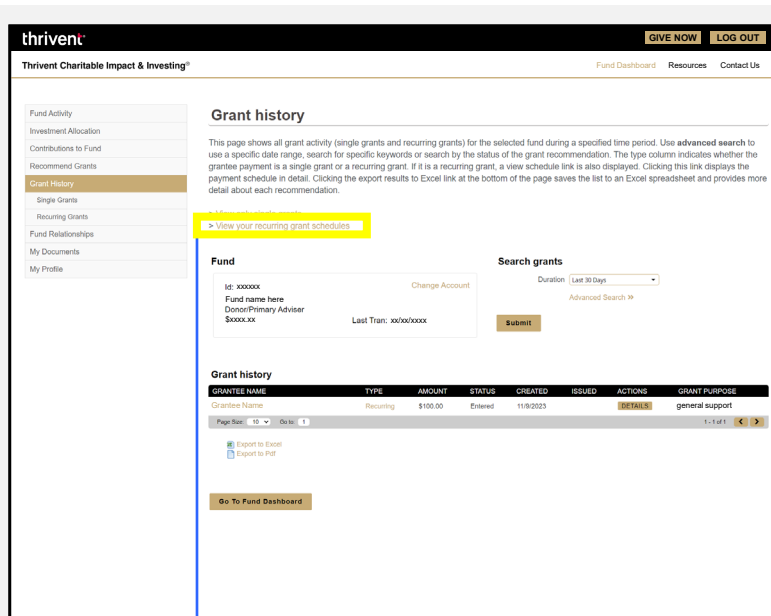 thrivent
GIVE NOW LOG OUT
Thrivent Charitable Impact & Investing®
Fund Dashboard Resources Contact Us
Fund Activity
Investment Allocation
Contributions to Fund
Recommend Grants
Grant History
Single Grants
Recurring Grants
Fund Relationships
My Documents
My Profile
Grant history
This page shows all grant activity (single grants and recurring grants) for the selected fund during a specified time period. Use advanced search to
use a specific date range, search for specific keywords or search by the status of the grant recommendation. The type column indicates whether the
grantee payment is a single grant or a recurring grant. If it is a recurring grant, a view schedule link is also displayed. Clicking this link displays the
payment schedule in detail. Clicking the export results to Excel link at the bottom of the page saves the list to an Excel spreadsheet and provides more
detail about each recommendation.
> View your recurring grant schedules
Fund
Id: xxxxxx Change Account
Fund name here
Donor/Primary Adviser
$xxxx.xx Last Tran: xx/xx/xxxx
Search grants
Duration Last 30 Days
Advanced Search >>
Submit
Grant history
GRANTEE NAME TYPE AMOUNT STATUS CREATED ISSUED ACTIONS GRANT PURPOSE
Grantee Name Recurring $100.00 Entered 11/9/2023 DETAILS general support
Page Size: 10 Go to: 1 1 - 1 of 1 < >
Export to Excel
Export to Pdf
Go To Fund Dashboard